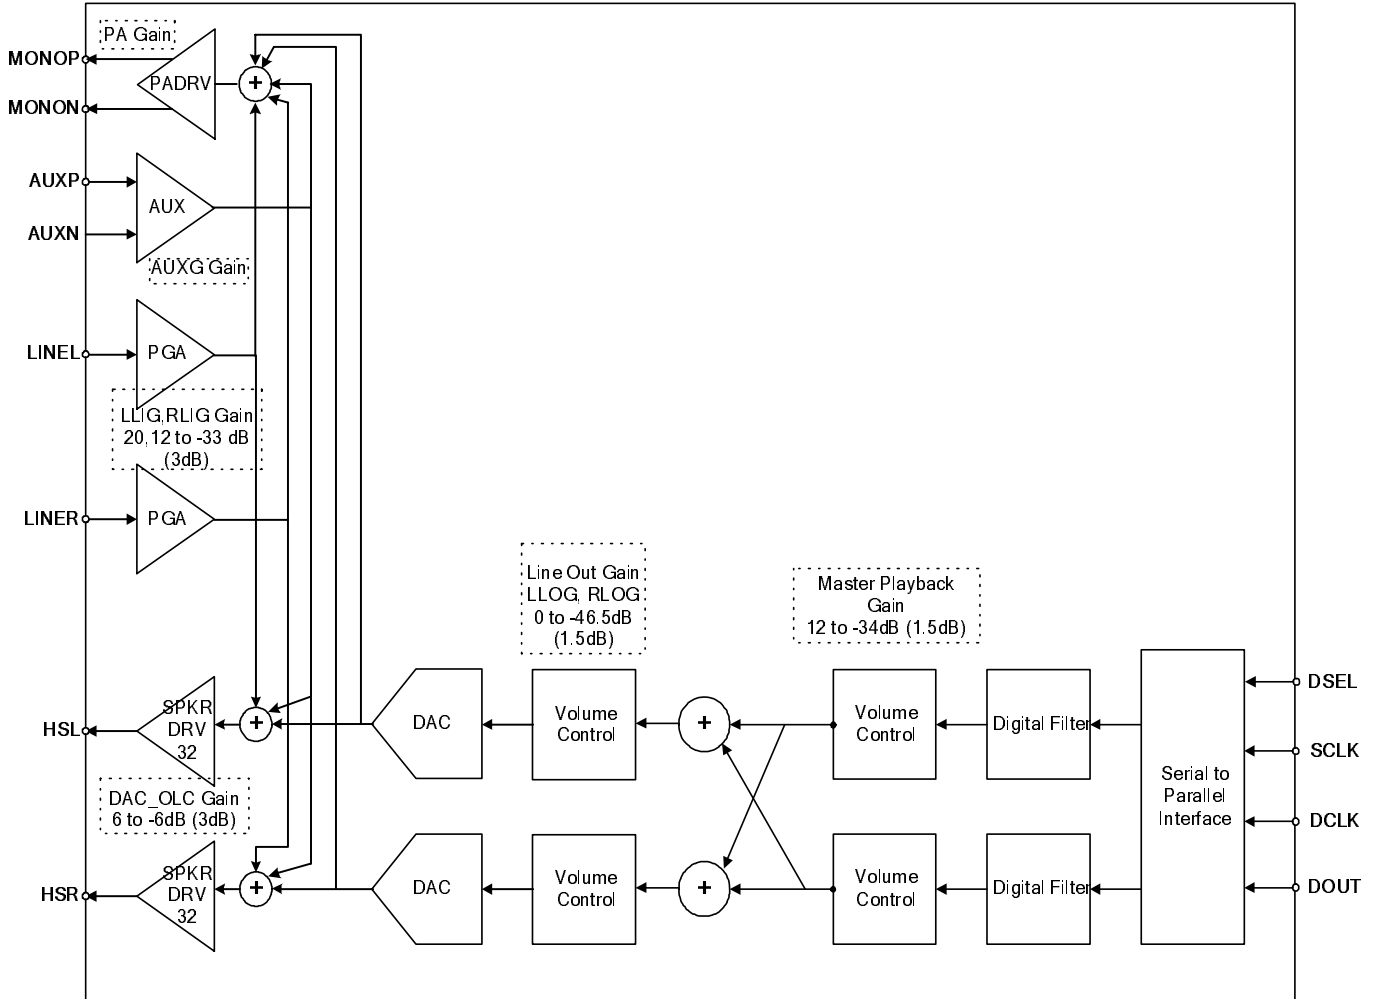 PA Gain
MONOP
PADRV
+
MONON
AUXP
AUX
AUXN
AUXG Gain
LINEL
PGA
LLIG,RLIG Gain
20,12 to -33 dB
(3dB)
LINER
PGA
Line Out Gain
LLOG, RLOG
0 to -46.5dB
(1.5dB)
Master Playback
Gain
12 to -34dB (1.5dB)
HSL
SPKR
DRV
32
+
DAC
Volume
Control
+
Volume
Control
Digital Filter
Serial to
Parallel
Interface
DSEL
SCLK
DCLK
DOUT
DAC_OLC Gain
6 to -6dB (3dB)
HSR
SPKR
DRV
32
+
DAC
Volume
Control
+
Volume
Control
Digital Filter